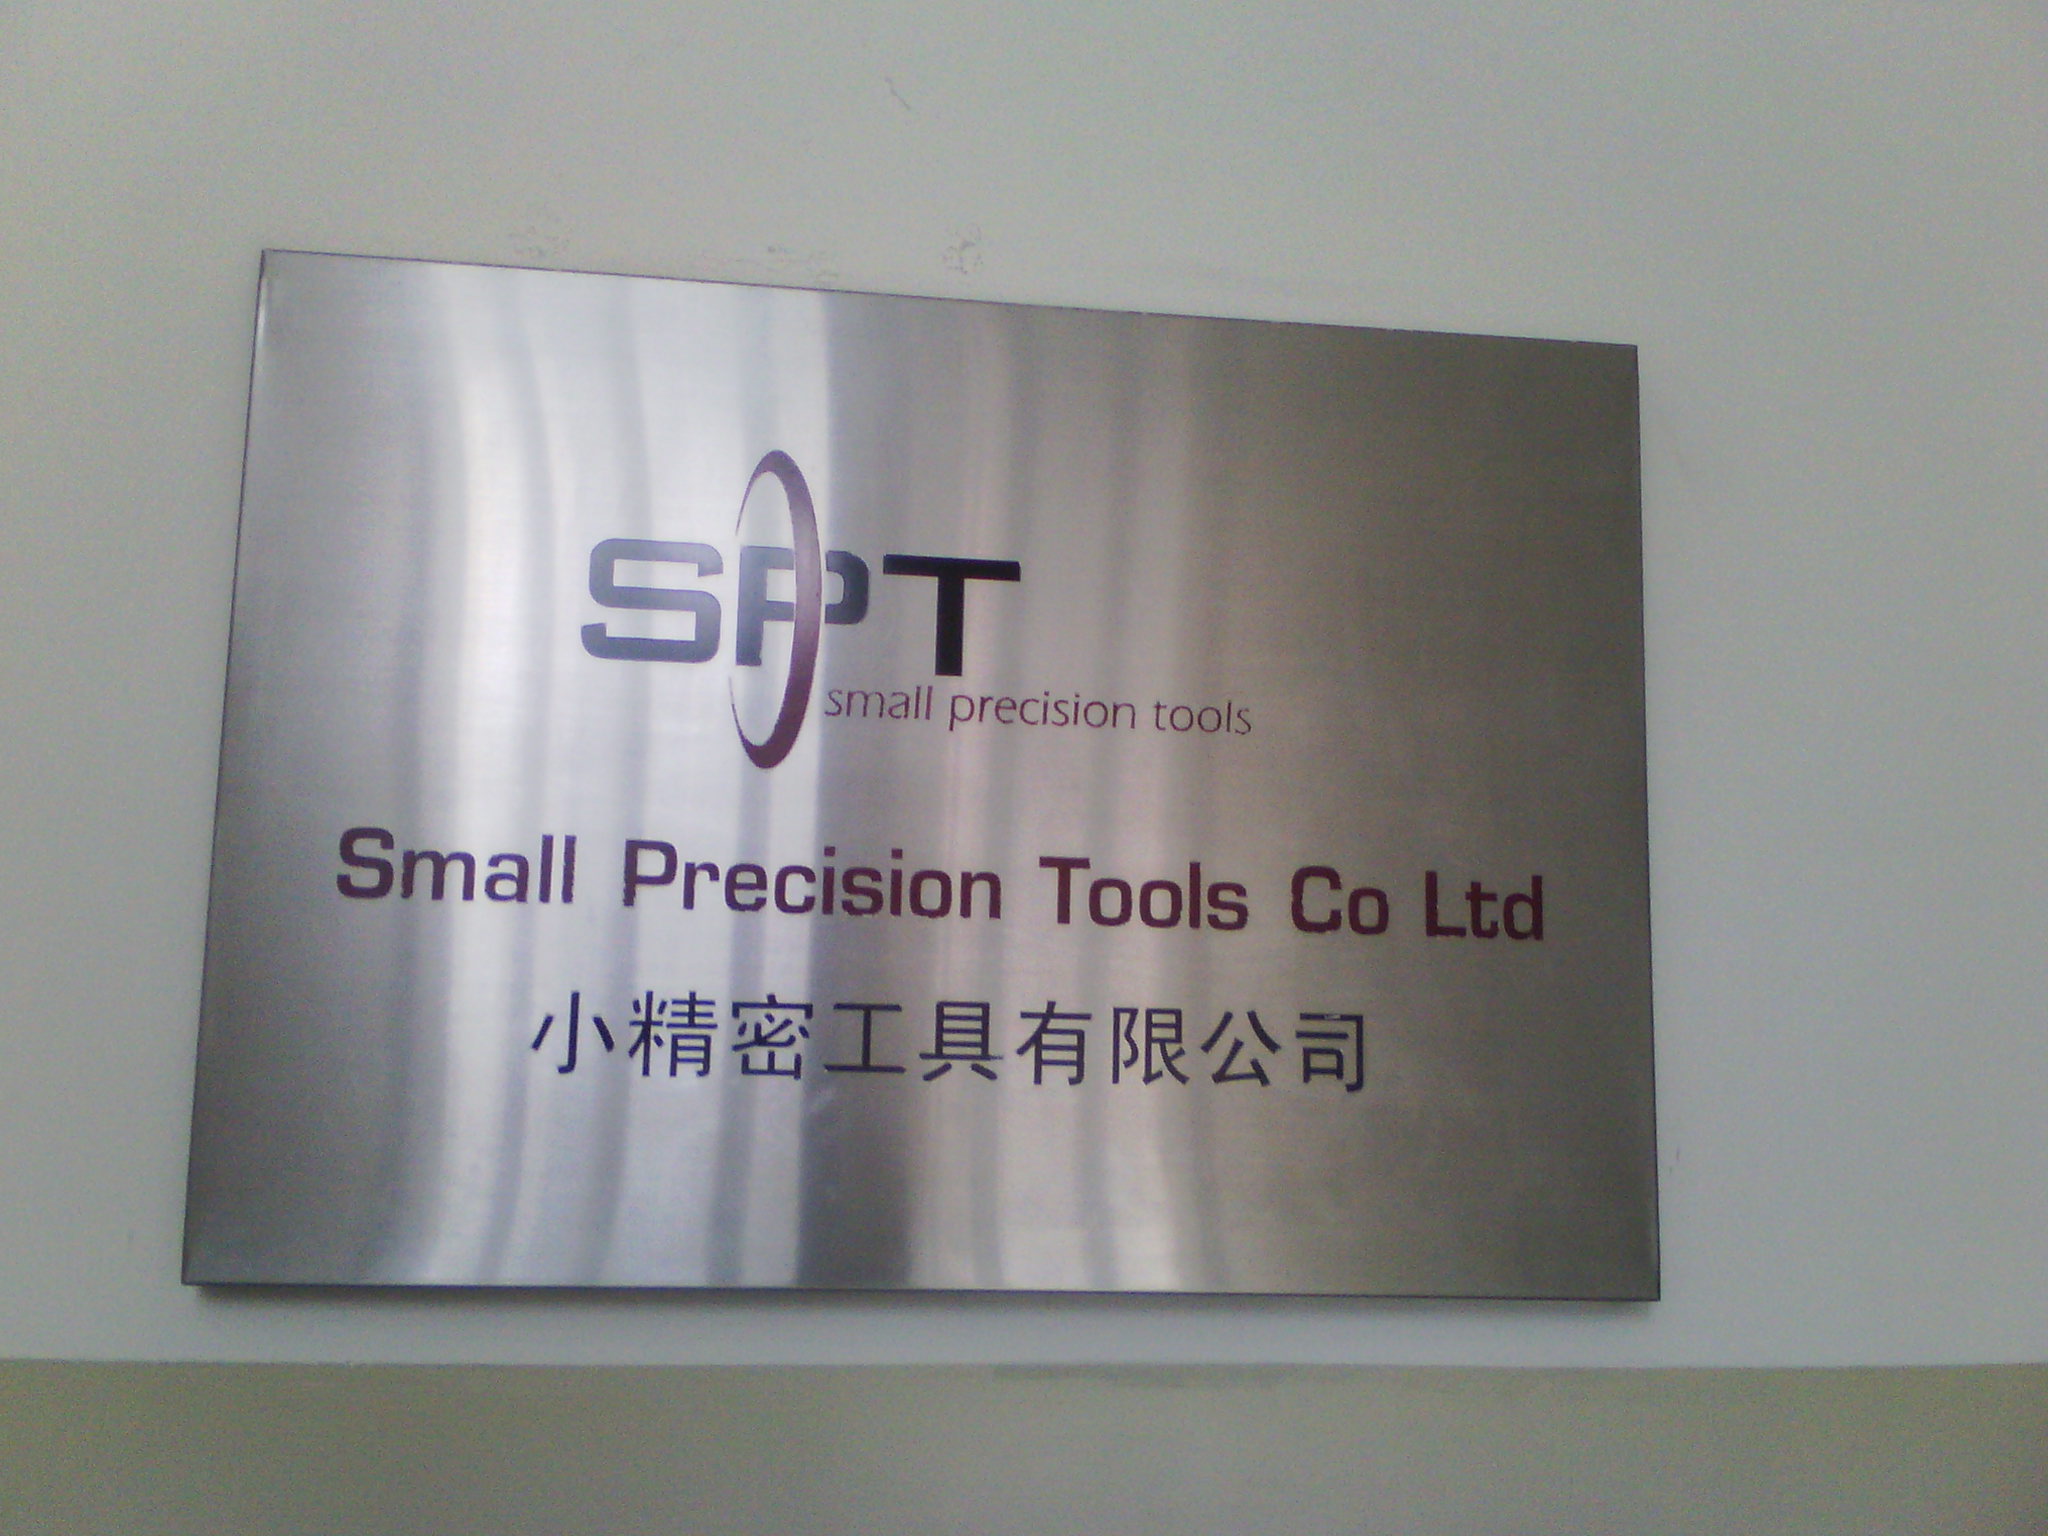 SPT
small precision tools
Small Precision Tools Co Ltd
小精密工具有限公司